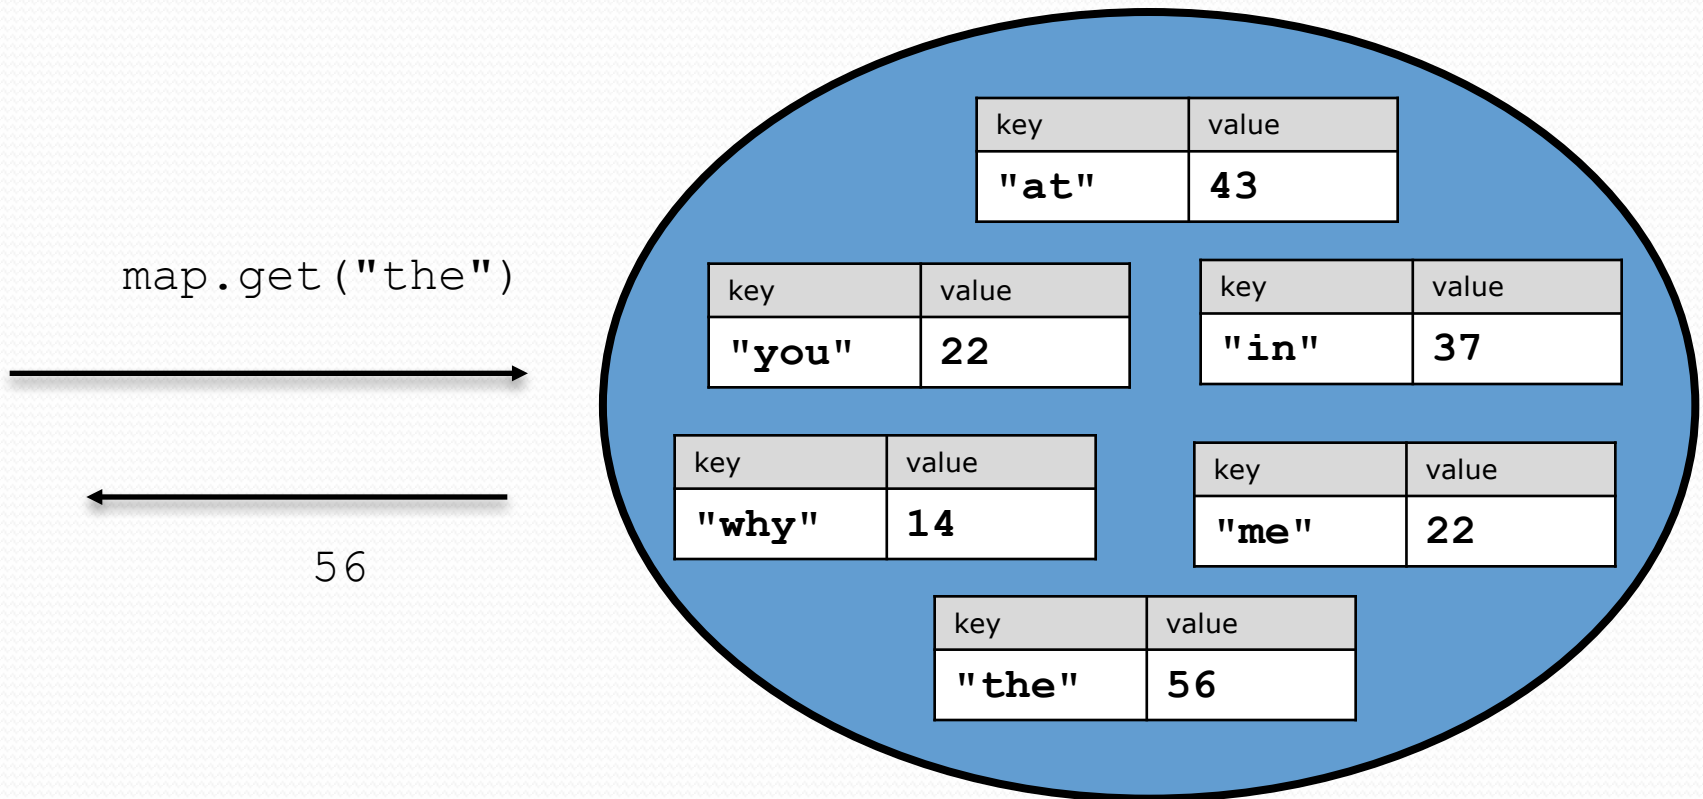 map.get("the")
56
key value
"at" 43
key value
"you" 22
key value
"in" 37
key value
"why" 14
key value
"me" 22
key value
"the" 56